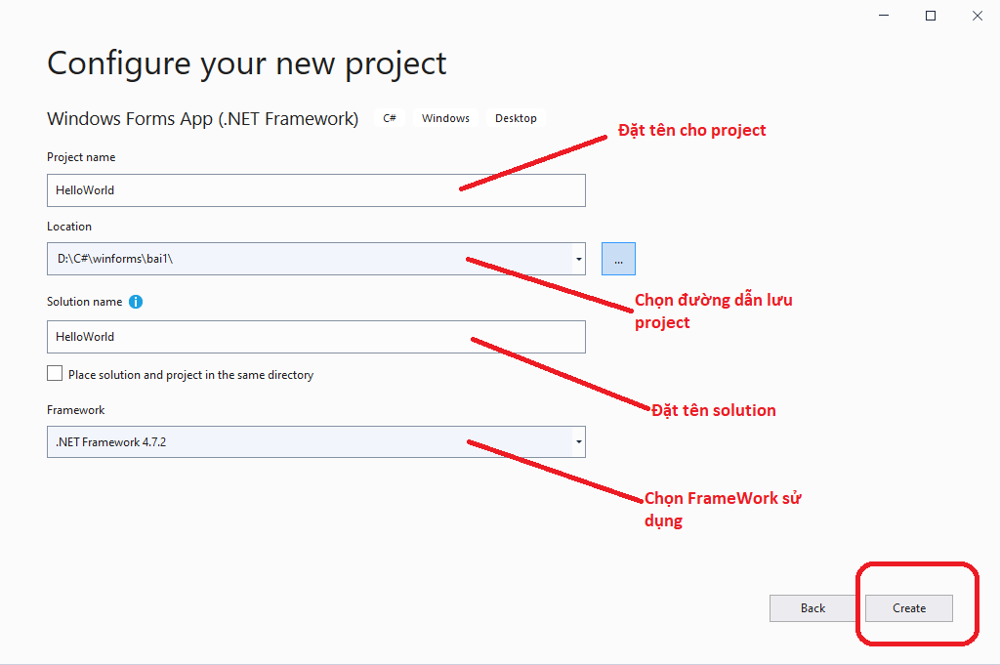 Configure your new project
Windows Forms App (.NET Framework) C# Windows Desktop
Đặt tên cho project
Project name
HelloWorld
Location
D:\C#\winforms\bai1\
...
Chọn đường dẫn lưu
project
Solution name
HelloWorld
Place solution and project in the same directory
Đặt tên solution
Framework
.NET Framework 4.7.2
Chọn FrameWork sử
dụng
Back Create